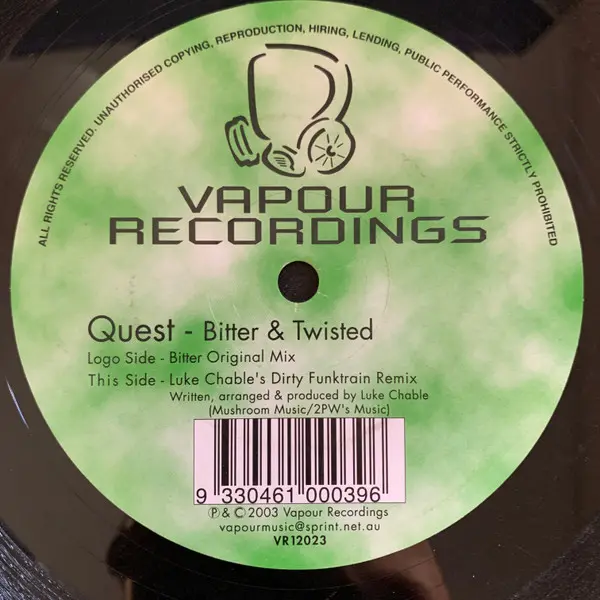 ALL RIGHTS RESERVED. UNAUTHORISED COPYING, REPRODUCTION, HIRING, LENDING, PUBLIC PERFORMANCE STRICTLY PROHIBITED
VAPOUR
RECORDINGS
Quest - Bitter & Twisted
Logo Side - Bitter Original Mix
This Side - Luke Chable's Dirty Funktrain Remix
Written, arranged & produced by Luke Chable
(Mushroom Music/2PW's Music)
9 330461 000396
℗ & © 2003 Vapour Recordings
vapourmusic@sprint.net.au
VR12023